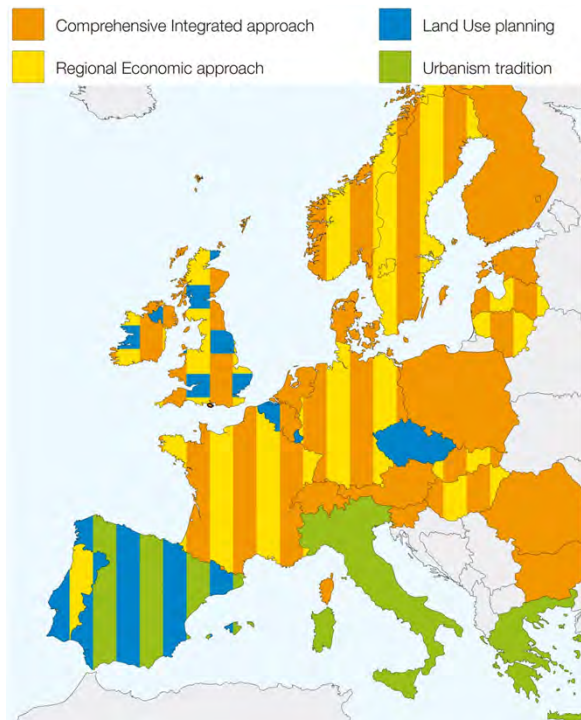 Comprehensive Integrated approach
Land Use planning
Regional Economic approach
Urbanism tradition